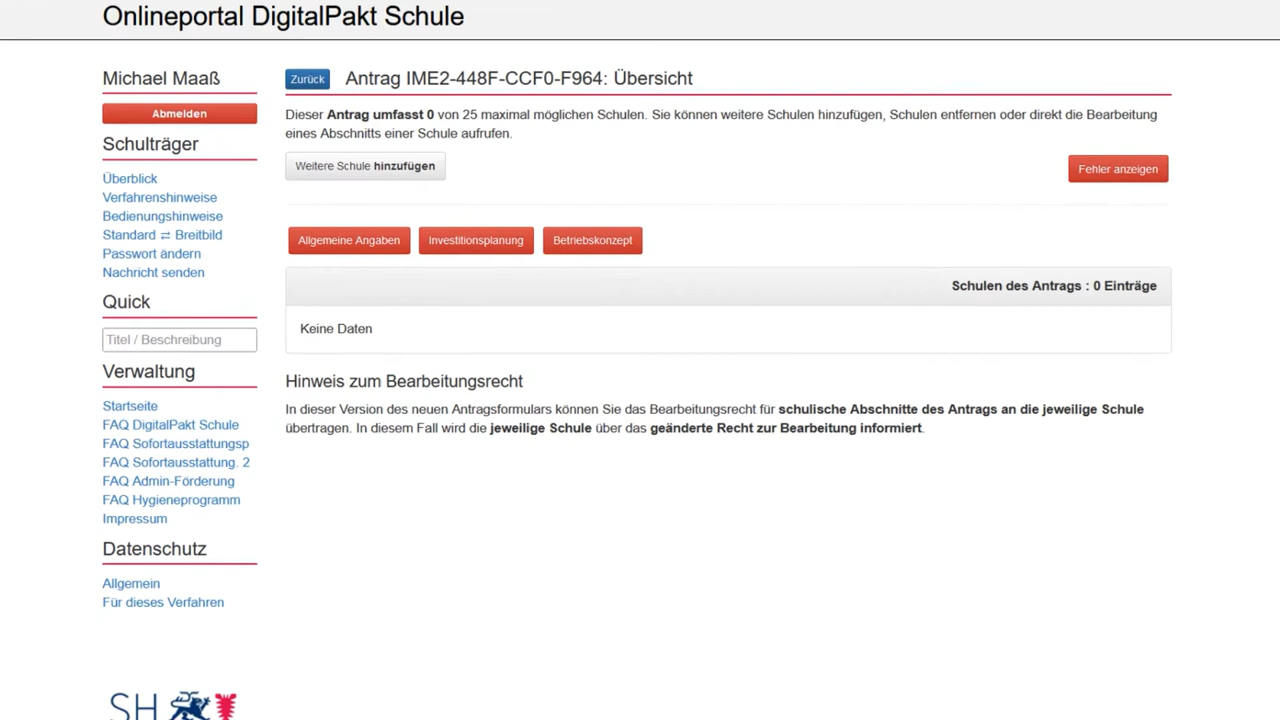 Onlineportal DigitalPakt Schule
Michael Maaß
Abmelden
Schulträger
Überblick
Verfahrenshinweise
Bedienungshinweise
Standard ⇄ Breitbild
Passwort ändern
Nachricht senden
Quick
Titel / Beschreibung
Verwaltung
Startseite
FAQ DigitalPakt Schule
FAQ Sofortausstattungsp
FAQ Sofortausstattung. 2
FAQ Admin-Förderung
FAQ Hygieneprogramm
Impressum
Datenschutz
Allgemein
Für dieses Verfahren
SH
Zurück Antrag IME2-448F-CCF0-F964: Übersicht
Dieser Antrag umfasst 0 von 25 maximal möglichen Schulen. Sie können weitere Schulen hinzufügen, Schulen entfernen oder direkt die Bearbeitung
eines Abschnitts einer Schule aufrufen.
Weitere Schule hinzufügen
Fehler anzeigen
Allgemeine Angaben Investitionsplanung Betriebskonzept
Schulen des Antrags : 0 Einträge
Keine Daten
Hinweis zum Bearbeitungsrecht
In dieser Version des neuen Antragsformulars können Sie das Bearbeitungsrecht für schulische Abschnitte des Antrags an die jeweilige Schule
übertragen. In diesem Fall wird die jeweilige Schule über das geänderte Recht zur Bearbeitung informiert.